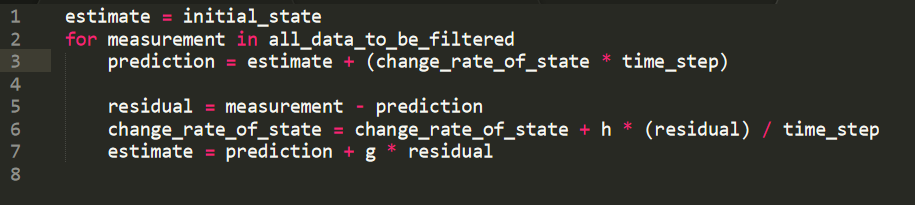 1 estimate = initial_state
2 for measurement in all_data_to_be_filtered
3 prediction = estimate + (change_rate_of_state * time_step)
4
5 residual = measurement - prediction
6 change_rate_of_state = change_rate_of_state + h * (residual) / time_step
7 estimate = prediction + g * residual
8